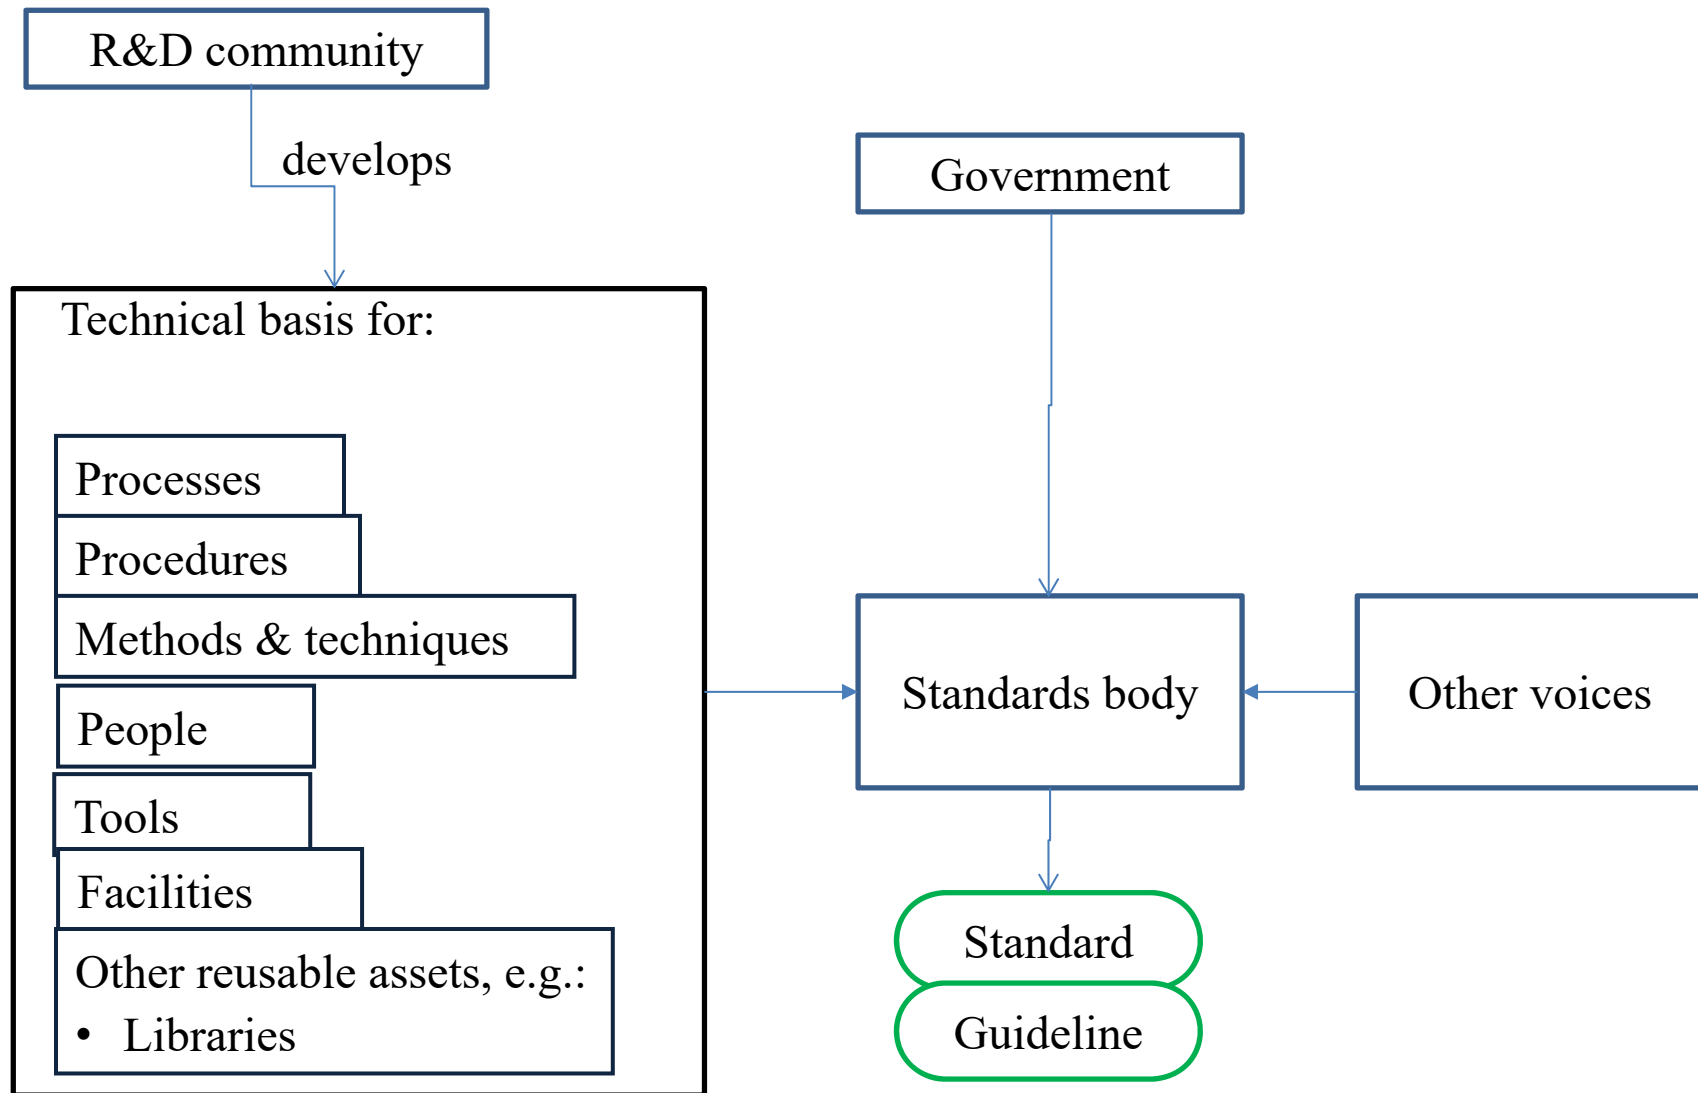 R&D community
develops
Government
Technical basis for:
Processes
Procedures
Methods & techniques
People
Tools
Facilities
Other reusable assets, e.g.:
• Libraries
Standards body
Other voices
Standard
Guideline